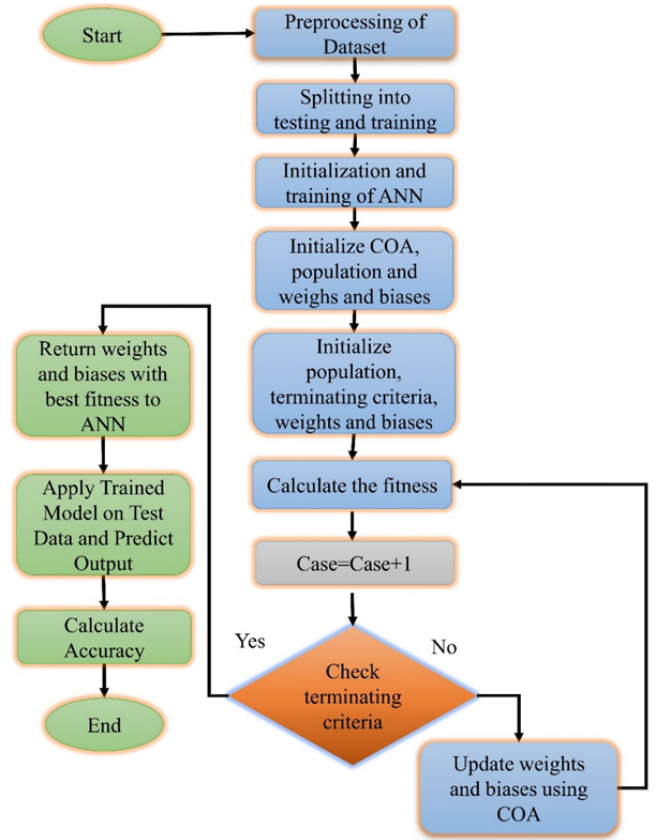 Start
Preprocessing of
Dataset
Splitting into
testing and training
Initialization and
training of ANN
Initialize COA,
population and
weighs and biases
Initialize
population,
terminating criteria,
weights and biases
Calculate the fitness
Case=Case+1
Check
terminating
criteria
Yes
No
Update weights
and biases using
COA
Return weights
and biases with
best fitness to
ANN
Apply Trained
Model on Test
Data and Predict
Output
Calculate
Accuracy
End